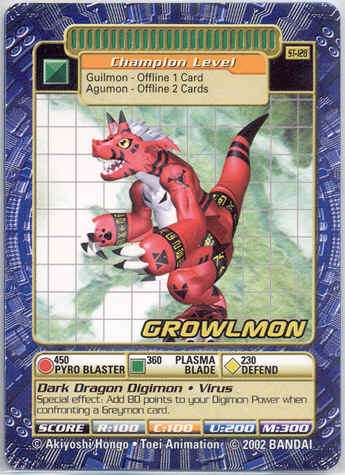 ST-128
Champion Level
Guilmon - Offline 1 Card
Agumon - Offline 2 Cards
GROWLMON
450 PYRO BLASTER 360 PLASMA BLADE 230 DEFEND
Dark Dragon Digimon • Virus
Special effect: Add 80 points to your Digimon Power when
confronting a Greymon card.
SCORE R:100 C:100 U:200 M:300
© Akiyoshi Hongo • Toei Animation © 2002 BANDAI